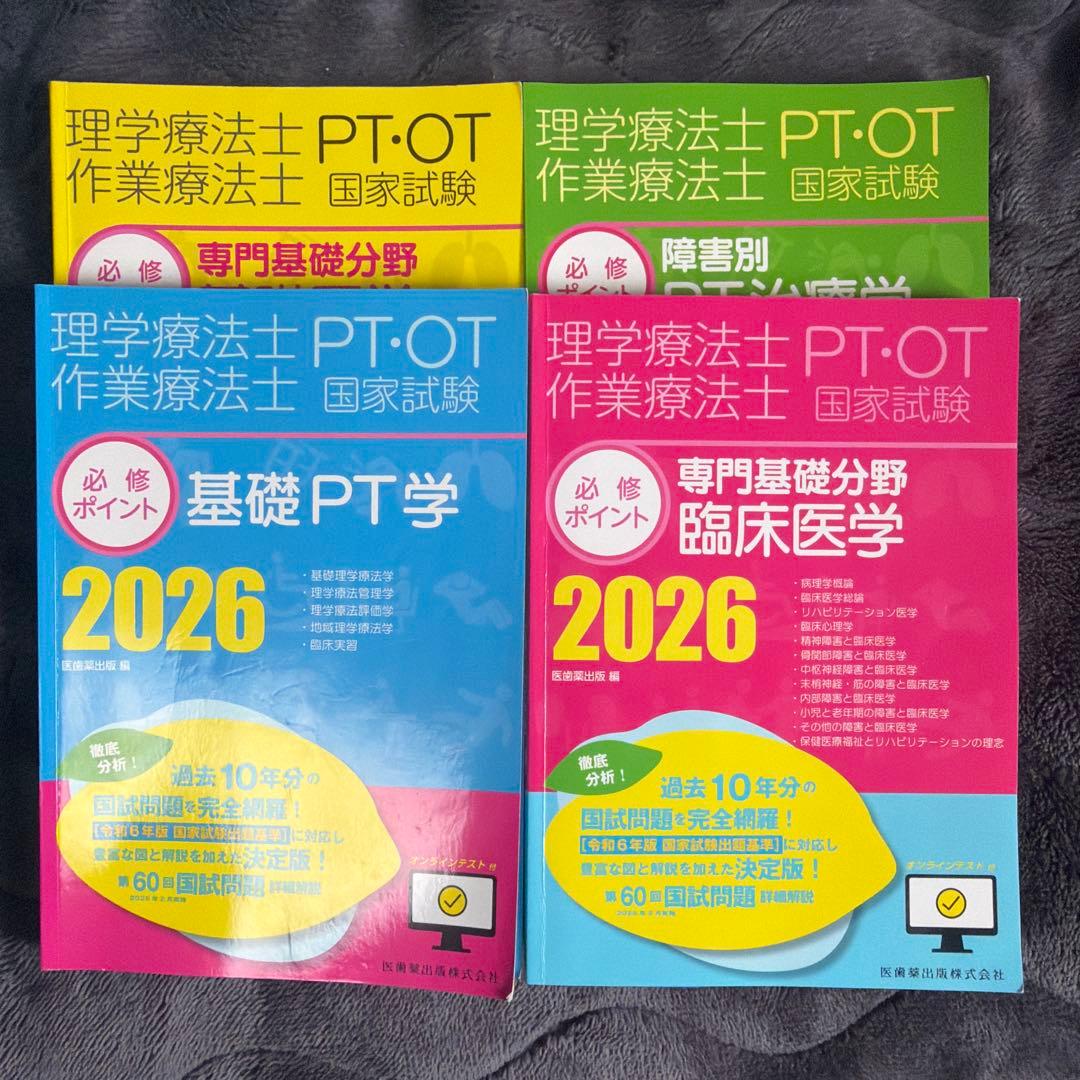 理学療法士 PT・OT
作業療法士 国家試験
必修
専門基礎分野
理学療法士 PT・OT
作業療法士 国家試験
必修
ポイント
障害別
PT治療学
理学療法士 PT・OT
作業療法士 国家試験
必修
ポイント
基礎PT学
2026
・基礎理学療法学
・理学療法管理学
・理学療法評価学
・地域理学療法学
・臨床実習
医歯薬出版 編
徹底
分析！
過去10年分の
国試問題を完全網羅！
【令和6年版 国家試験出題基準】に対応し
豊富な図と解説を加えた決定版！
第60回国試問題 詳細解説
2025年2月実施
オンラインテスト付
医歯薬出版株式会社
理学療法士 PT・OT
作業療法士 国家試験
必修
ポイント
専門基礎分野
臨床医学
2026
・病理学概論
・臨床医学総論
・リハビリテーション医学
・臨床心理学
・精神障害と臨床医学
・骨関節障害と臨床医学
・中枢神経障害と臨床医学
・末梢神経・筋の障害と臨床医学
・内部障害と臨床医学
・小児と老年期の障害と臨床医学
・その他の障害と臨床医学
・保健医療福祉とリハビリテーションの理念
医歯薬出版 編
徹底
分析！
過去10年分の
国試問題を完全網羅！
【令和6年版 国家試験出題基準】に対応し
豊富な図と解説を加えた決定版！
第60回国試問題 詳細解説
2025年2月実施
オンラインテスト付
医歯薬出版株式会社